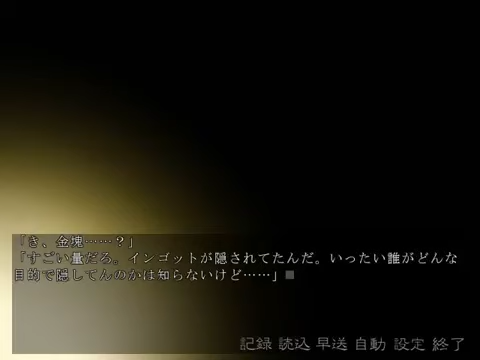 「き、金塊……？」
「すごい量だろ。インゴットが隠されてたんだ。いったい誰がどんな
目的で隠してんのかは知らないけど……」
記録 読込 早送 自動 設定 終了